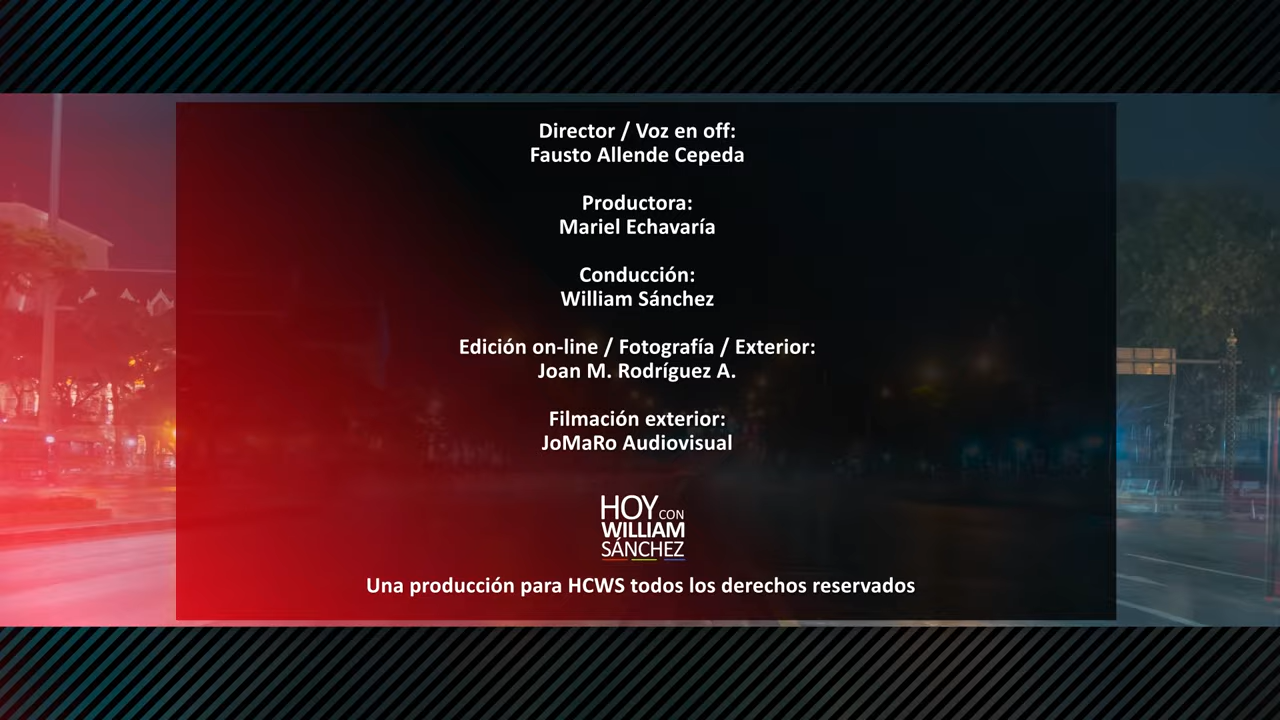 Director / Voz en off:
Fausto Allende Cepeda
Productora:
Mariel Echavaría
Conducción:
William Sánchez
Edición on-line / Fotografía / Exterior:
Joan M. Rodríguez A.
Filmación exterior:
JoMaRo Audiovisual
HOY CON
WILLIAM
SÁNCHEZ
Una producción para HCWS todos los derechos reservados